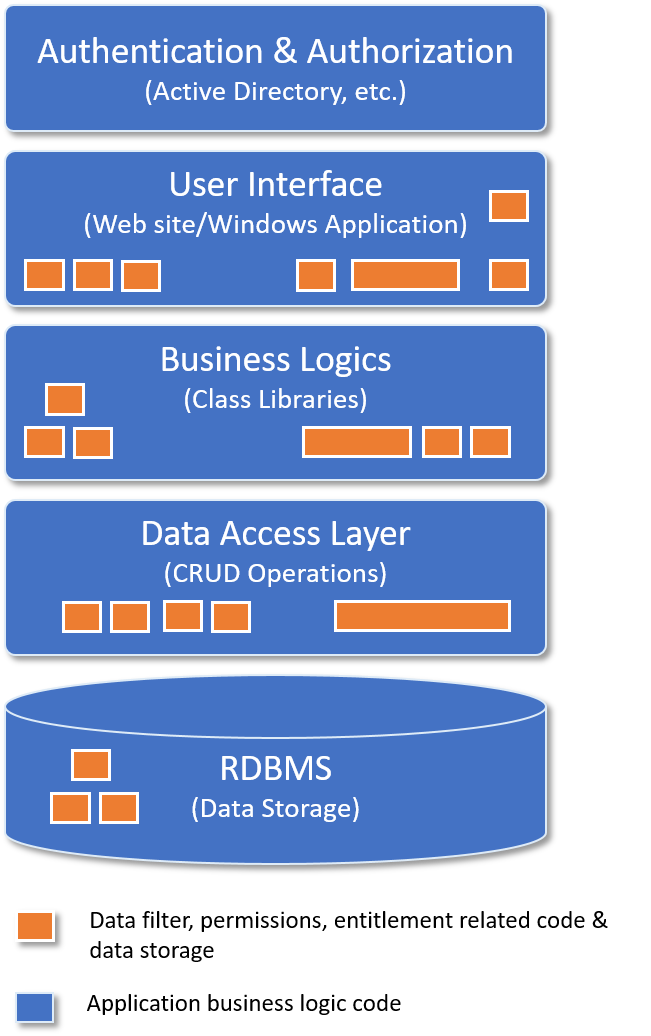 Authentication & Authorization
(Active Directory, etc.)
User Interface
(Web site/Windows Application)
Business Logics
(Class Libraries)
Data Access Layer
(CRUD Operations)
RDBMS
(Data Storage)
Data filter, permissions, entitlement related code &
data storage
Application business logic code